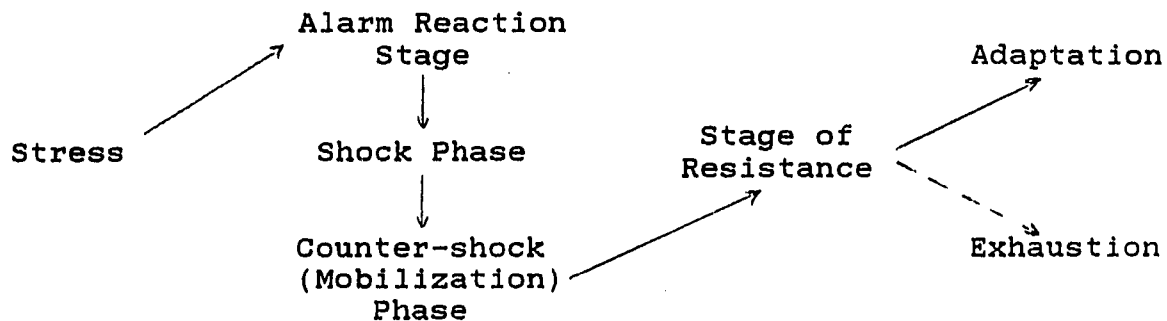 Stress
Alarm Reaction
Stage
Shock Phase
Counter-shock
(Mobilization)
Phase
Stage of
Resistance
Adaptation
Exhaustion